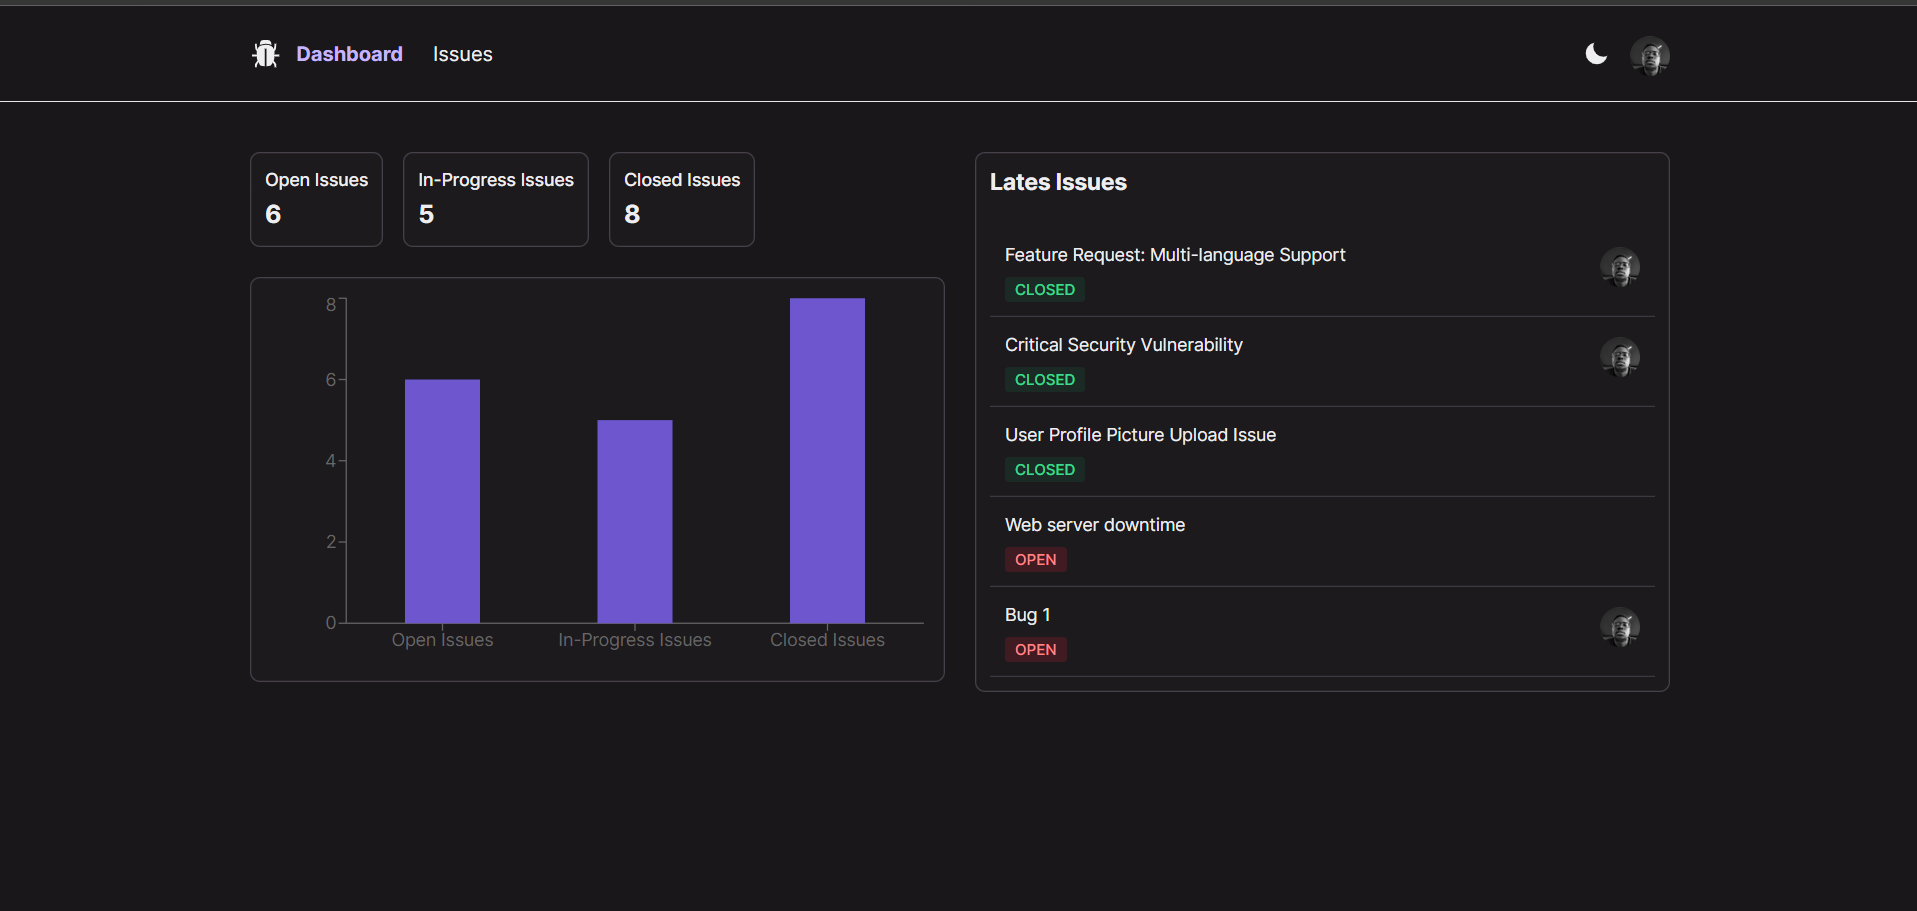 Dashboard Issues
Open Issues
6
In-Progress Issues
5
Closed Issues
8
8
6
4
2
0
Open Issues In-Progress Issues Closed Issues
Lates Issues
Feature Request: Multi-language Support
CLOSED
Critical Security Vulnerability
CLOSED
User Profile Picture Upload Issue
CLOSED
Web server downtime
OPEN
Bug 1
OPEN